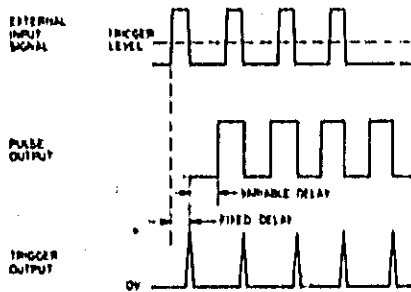 EXTERNAL
INPUT
SIGNAL
TRIGGER
LEVEL
PULSE
OUTPUT
VARIABLE DELAY
FIXED DELAY
TRIGGER
OUTPUT
0V